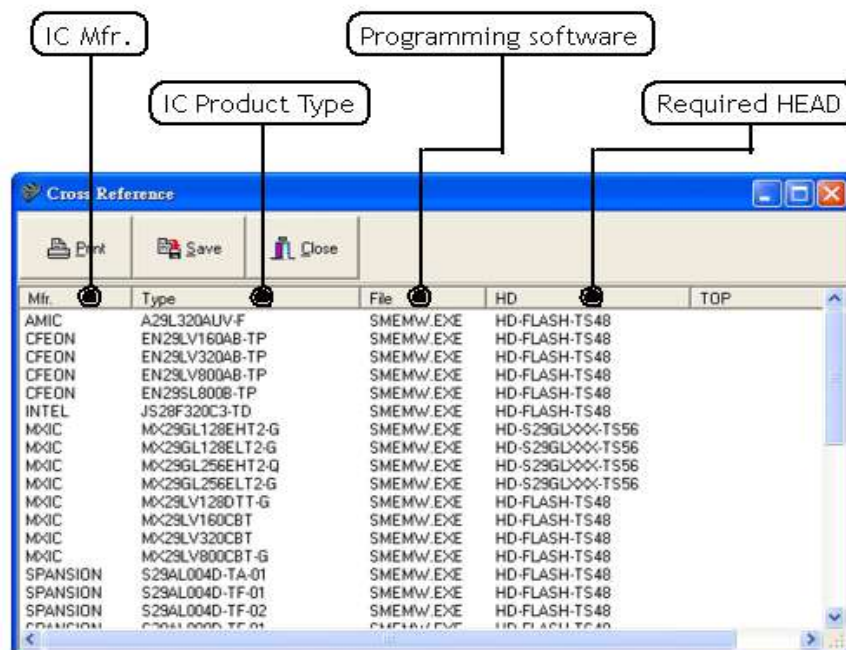 IC Mfr.
Programming software
IC Product Type
Required HEAD
Cross Reference
Print Save Close
Mfr. Type File HD TOP
AMIC A29L320AUV-F SMEMW.EXE HD-FLASH-TS48
CFEON EN29LV160AB-TP SMEMW.EXE HD-FLASH-TS48
CFEON EN29LV320AB-TP SMEMW.EXE HD-FLASH-TS48
CFEON EN29LV800AB-TP SMEMW.EXE HD-FLASH-TS48
CFEON EN29SL800B-TP SMEMW.EXE HD-FLASH-TS48
INTEL JS28F320C3-TD SMEMW.EXE HD-FLASH-TS48
MXIC MX29GL128EHT2-G SMEMW.EXE HD-S29GLXXX-TS56
MXIC MX29GL128ELT2-G SMEMW.EXE HD-S29GLXXX-TS56
MXIC MX29GL256EHT2-Q SMEMW.EXE HD-S29GLXXX-TS56
MXIC MX29GL256ELT2-G SMEMW.EXE HD-S29GLXXX-TS56
MXIC MX29LV128DTT-G SMEMW.EXE HD-FLASH-TS48
MXIC MX29LV160CBT SMEMW.EXE HD-FLASH-TS48
MXIC MX29LV320CBT SMEMW.EXE HD-FLASH-TS48
MXIC MX29LV800CBT-G SMEMW.EXE HD-FLASH-TS48
SPANSION S29AL004D-TA-01 SMEMW.EXE HD-FLASH-TS48
SPANSION S29AL004D-TF-01 SMEMW.EXE HD-FLASH-TS48
SPANSION S29AL004D-TF-02 SMEMW.EXE HD-FLASH-TS48